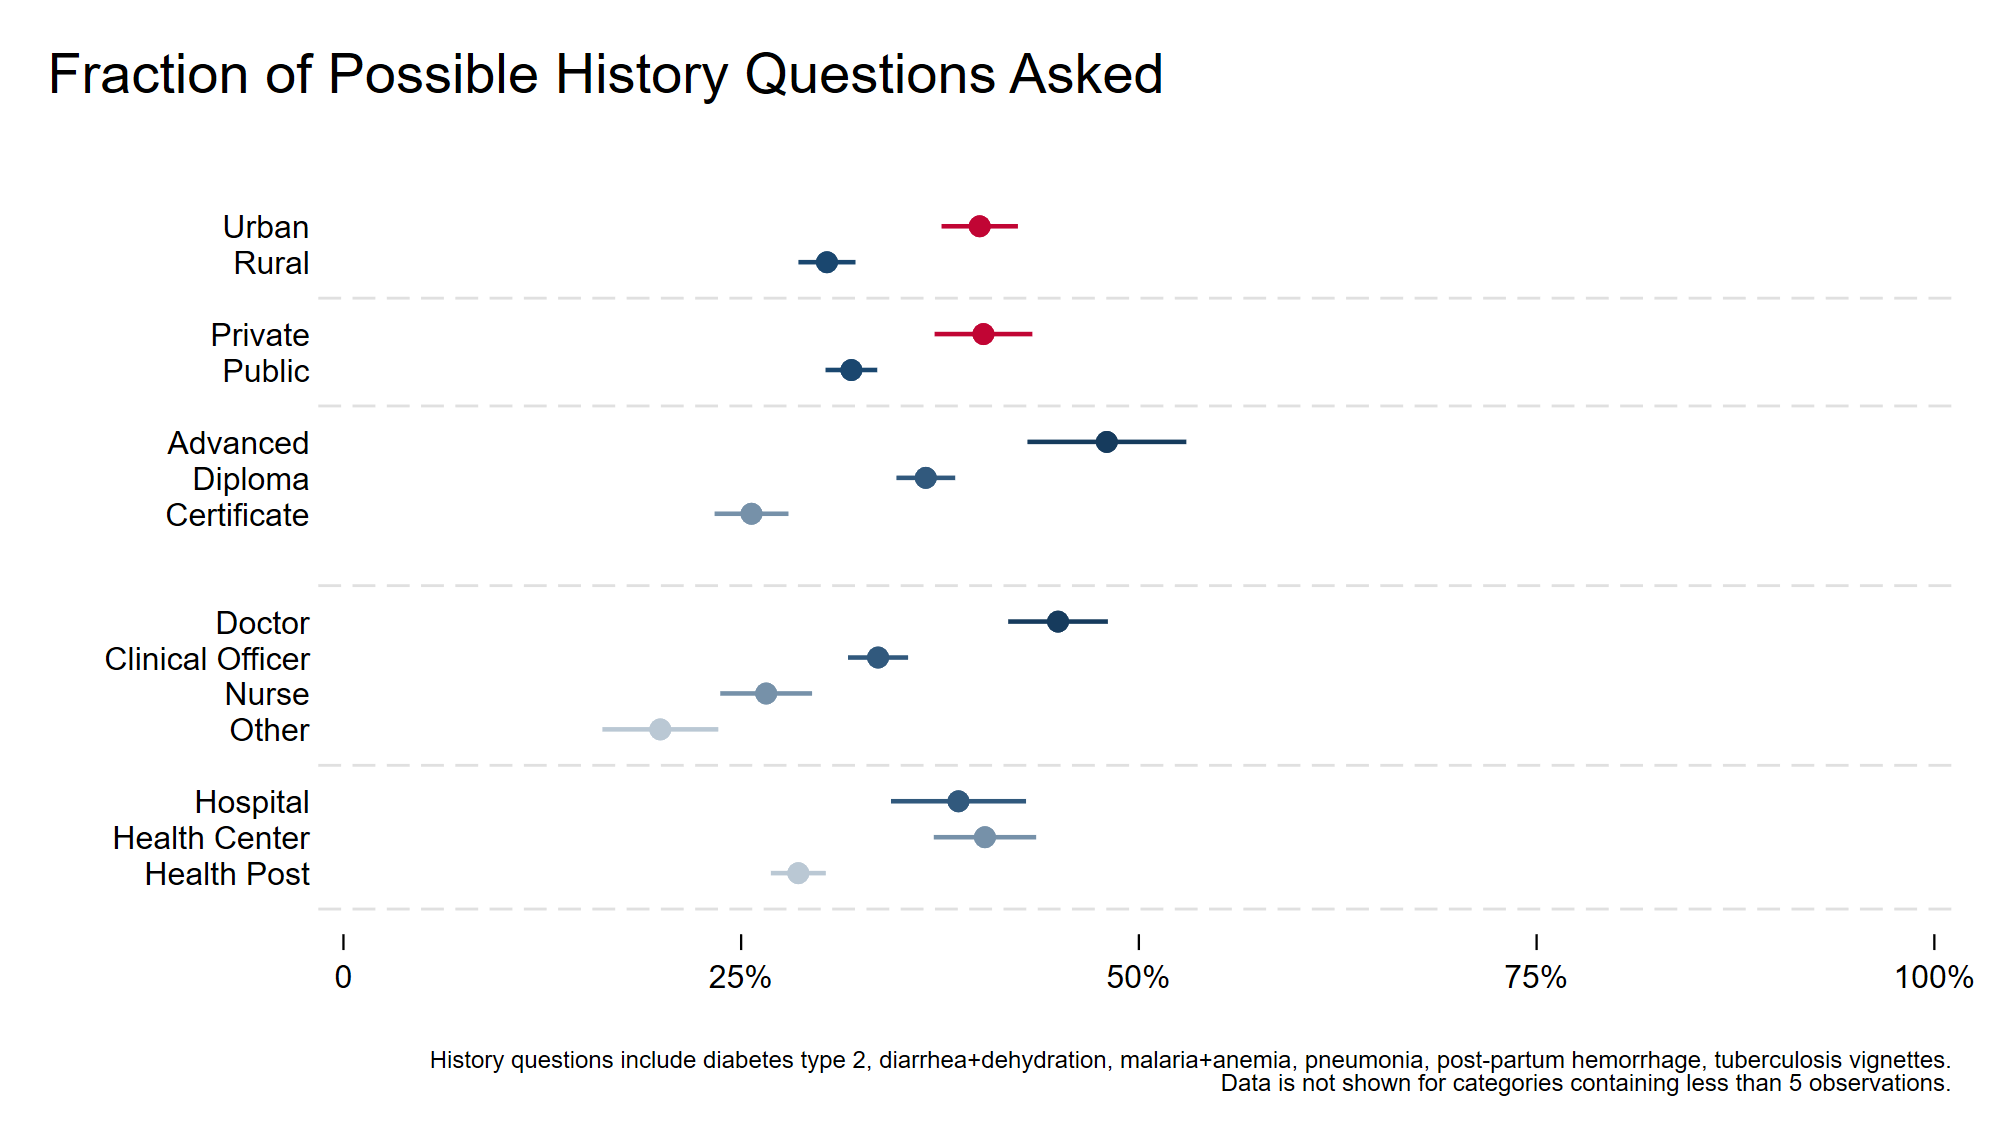 Fraction of Possible History Questions Asked
Urban
Rural
Private
Public
Advanced
Diploma
Certificate
Doctor
Clinical Officer
Nurse
Other
Hospital
Health Center
Health Post
0 25% 50% 75% 100%
History questions include diabetes type 2, diarrhea+dehydration, malaria+anemia, pneumonia, post-partum hemorrhage, tuberculosis vignettes.
Data is not shown for categories containing less than 5 observations.